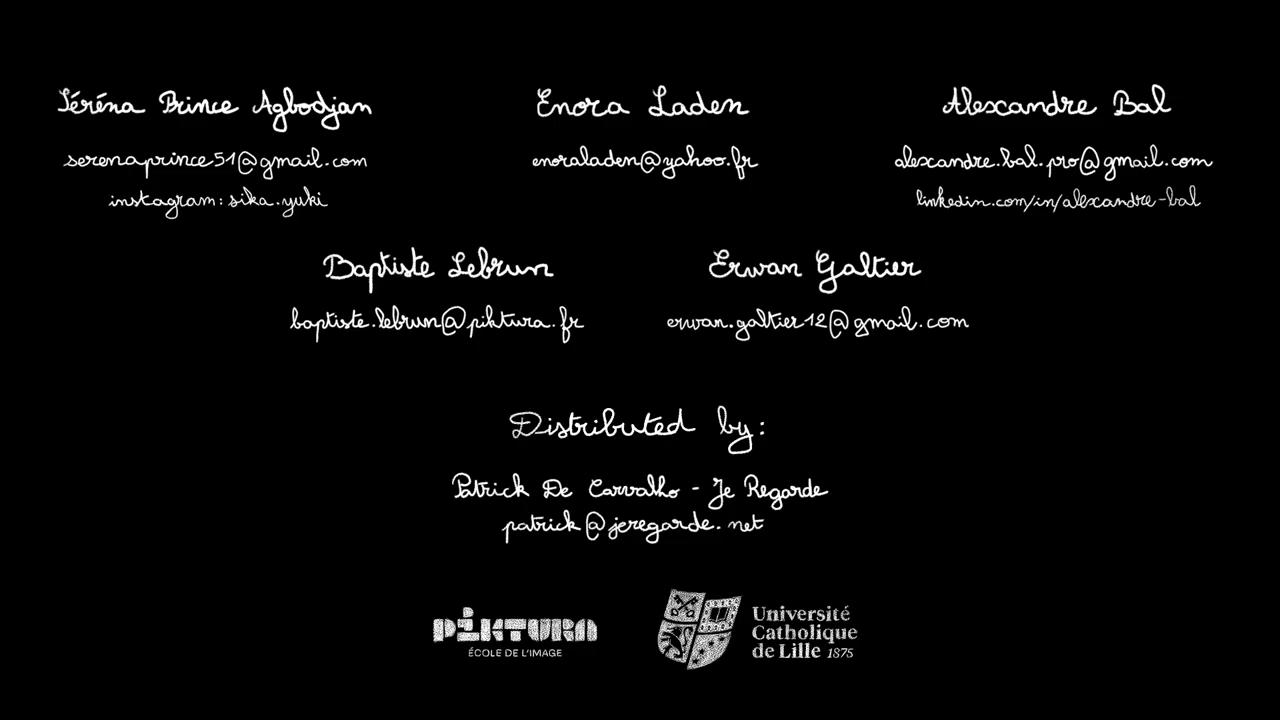 Séréna Prince Agbodjan
serenaprince51@gmail.com
instagram: sika.yuki
Enora Laden
enoraladen@yahoo.fr
Alexandre Bal
alexandre.bal.pro@gmail.com
linkedin.com/in/alexandre-bal
Baptiste Lebrun
baptiste.lebrun@piktura.fr
Erwan Galtier
erwan.galtier12@gmail.com
Distributed by:
Patrick De Carvalho - Je Regarde
patrick@jeregarde.net
PiKTURA
ÉCOLE DE L'IMAGE
Université
Catholique
de Lille 1875